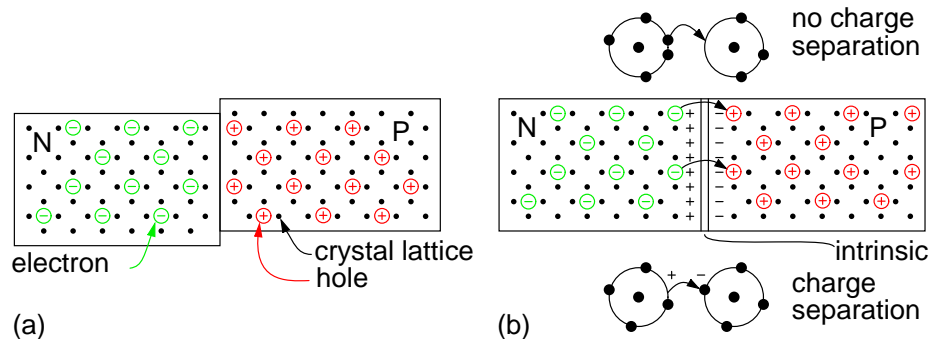 no charge
separation
N
P
N
P
electron
crystal lattice
hole
intrinsic
+ −
charge
separation
(a)
(b)